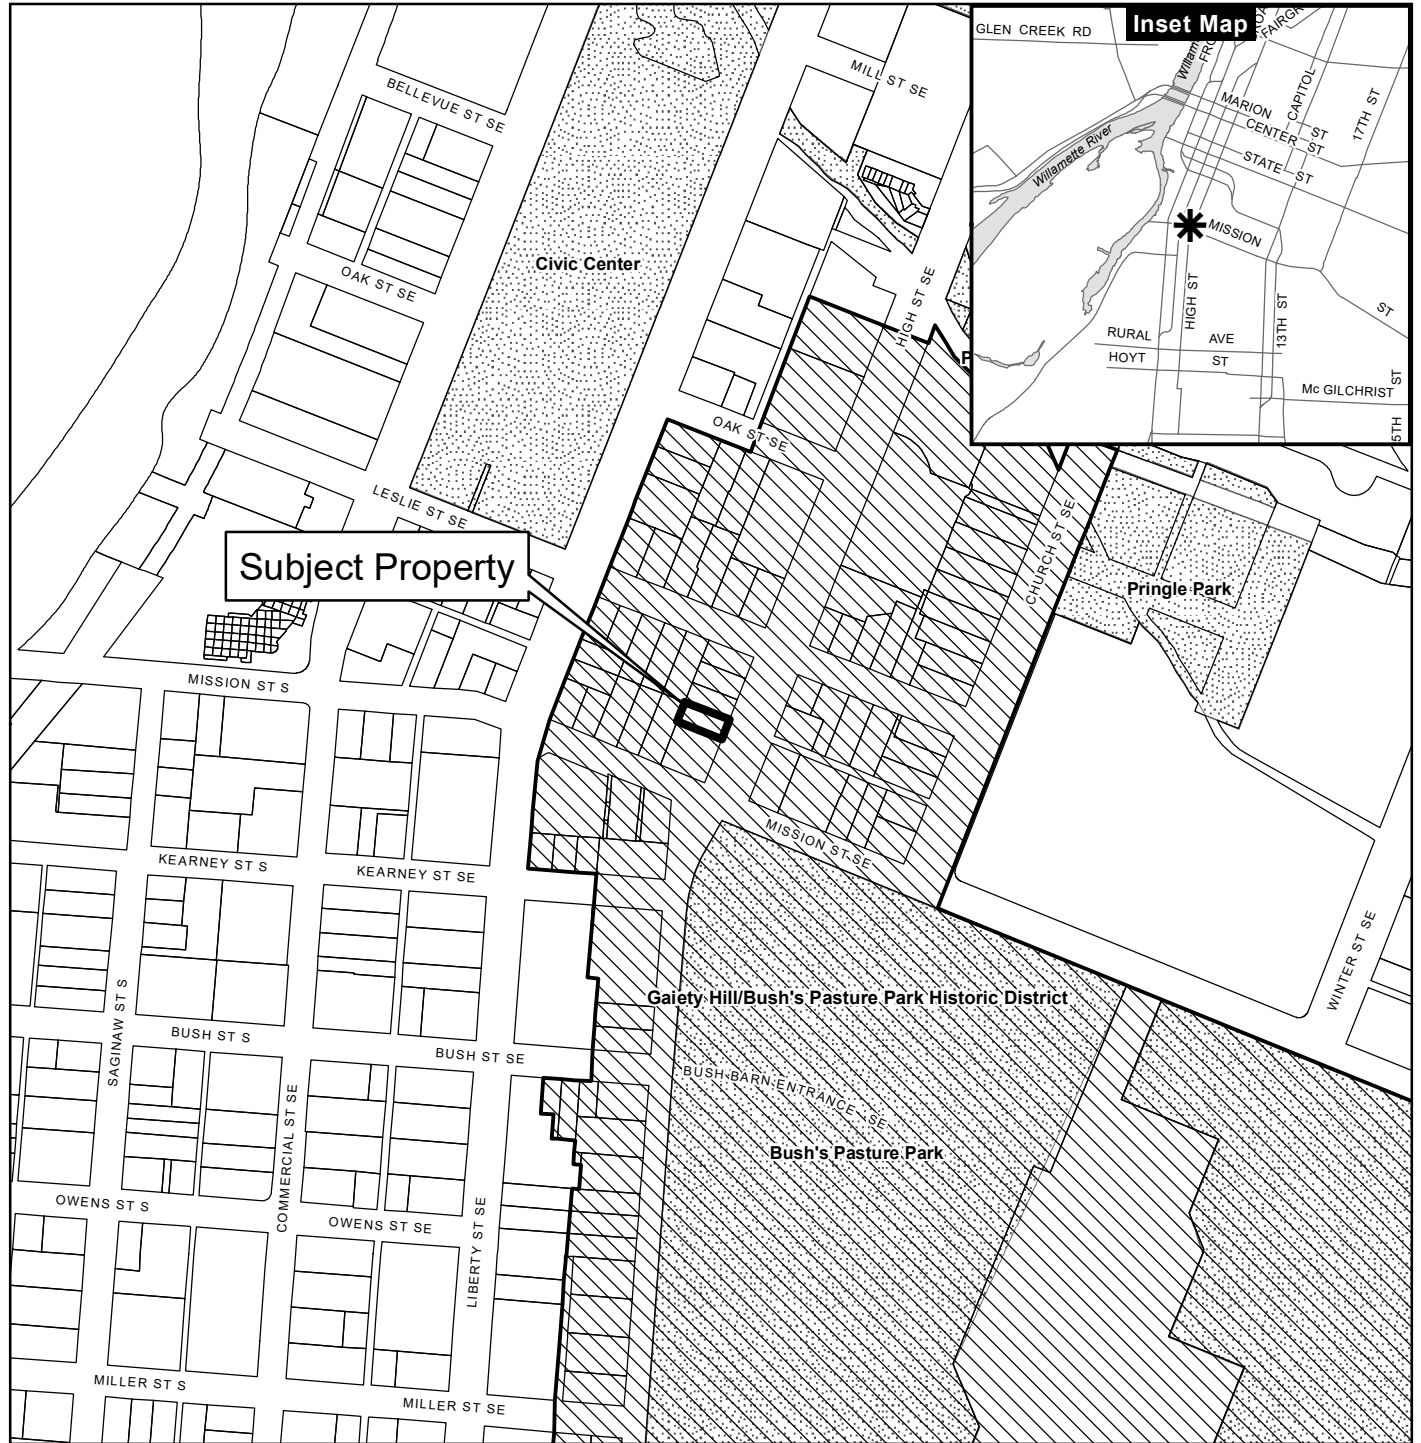 Inset Map
GLEN CREEK RD
FAIRGR
Willam
FRO
CAPITOL
17TH ST
MARION ST
CENTER ST
STATE ST
Willamette River
MISSION ST
HIGH ST
13TH ST
RURAL AVE
HOYT ST
Mc GILCHRIST ST
5TH
MILL ST SE
BELLEVUE ST SE
Civic Center
OAK ST SE
HIGH ST SE
P
OAK ST SE
LESLIE ST SE
CHURCH ST SE
Subject Property
Pringle Park
MISSION ST S
MISSION ST SE
KEARNEY ST S
KEARNEY ST SE
WINTER ST SE
Gaiety Hill/Bush's Pasture Park Historic District
SAGINAW ST S
BUSH ST S
BUSH ST SE
BUSH BARN ENTRANCE SE
COMMERCIAL ST SE
Bush's Pasture Park
OWENS ST S
OWENS ST SE
LIBERTY ST SE
MILLER ST S
MILLER ST SE